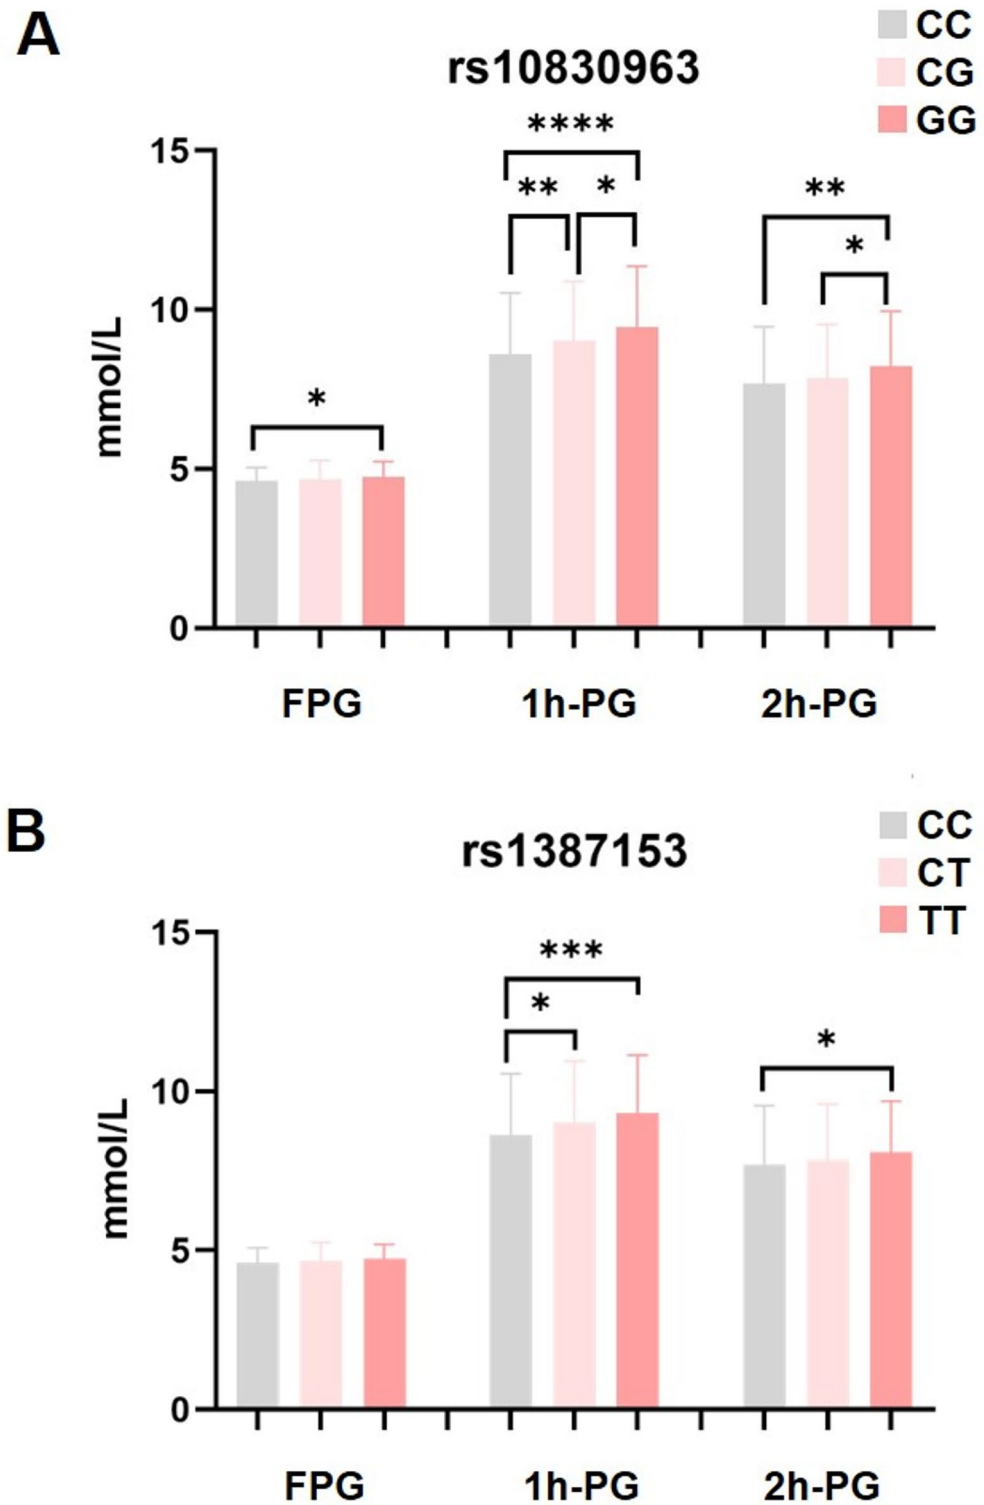 A
rs10830963
CC
CG
GG
****
** *
**
*
*
15
10
5
0
mmol/L
FPG 1h-PG 2h-PG
B
rs1387153
CC
CT
TT
***
*
*
15
10
5
0
mmol/L
FPG 1h-PG 2h-PG